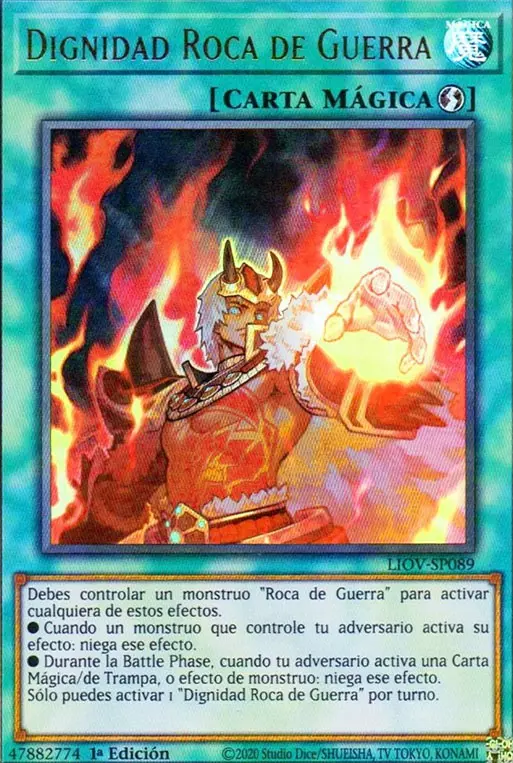 MÁGICA
DIGNIDAD ROCA DE GUERRA
魔
[CARTA MÁGICA]
LIOV-SP089
Debes controlar un monstruo "Roca de Guerra" para activar
cualquiera de estos efectos.
● Cuando un monstruo que controle tu adversario activa su
efecto: niega ese efecto.
● Durante la Battle Phase, cuando tu adversario activa una Carta
Mágica/de Trampa, o efecto de monstruo: niega ese efecto.
Sólo puedes activar 1 "Dignidad Roca de Guerra" por turno.
47882774 1ª Edición ©2020 Studio Dice/SHUEISHA, TV TOKYO, KONAMI